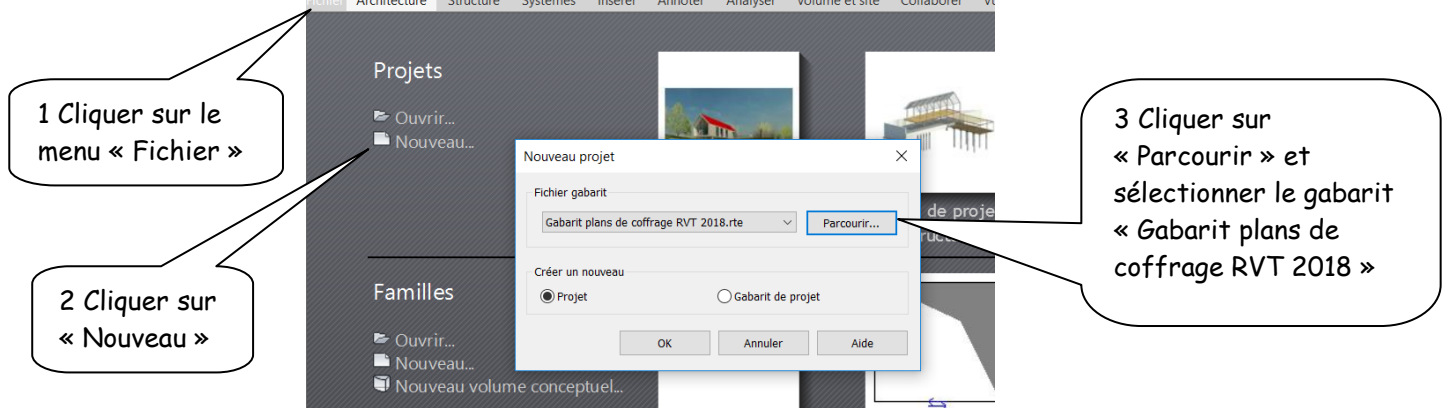 Fichier Architecture Structure Systèmes Insérer Annoter Analyser Volume et site Collaborer
Projets
Ouvrir...
Nouveau...
1 Cliquer sur le
menu « Fichier »
2 Cliquer sur
« Nouveau »
Nouveau projet
Fichier gabarit
Gabarit plans de coffrage RVT 2018.rte
Parcourir...
Créer un nouveau
Projet
Gabarit de projet
OK
Annuler
Aide
3 Cliquer sur
« Parcourir » et
sélectionner le gabarit
« Gabarit plans de
coffrage RVT 2018 »
de proje
Familles
Ouvrir...
Nouveau...
Nouveau volume conceptuel...